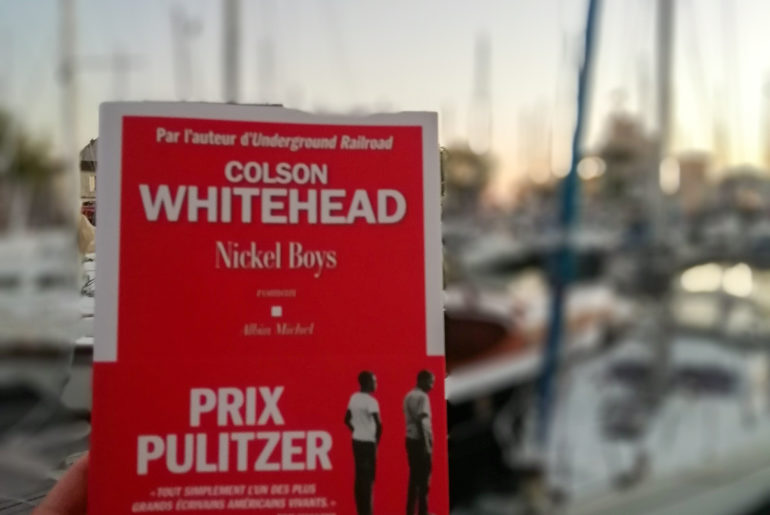 Par l'auteur d'Underground Railroad
COLSON
WHITEHEAD
Nickel Boys
roman
Albin Michel
PRIX
PULITZER
« TOUT SIMPLEMENT L'UN DES PLUS
GRANDS ÉCRIVAINS AMÉRICAINS VIVANTS. »